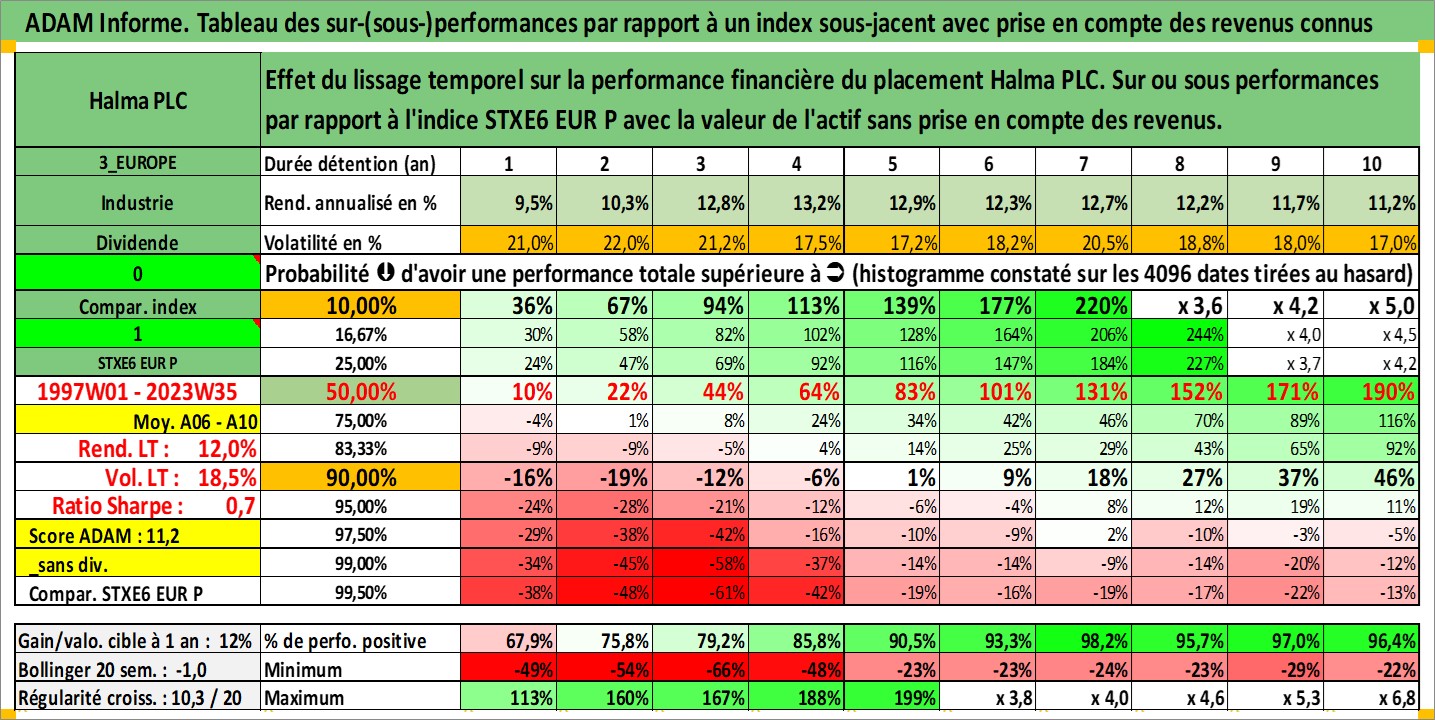 ADAM Informe. Tableau des sur-(sous-)performances par rapport à un index sous-jacent avec prise en compte des revenus connus
Halma PLC
Effet du lissage temporel sur la performance financière du placement Halma PLC. Sur ou sous performances
par rapport à l'indice STXE6 EUR P avec la valeur de l'actif sans prise en compte des revenus.
3_EUROPE Durée détention (an) 1 2 3 4 5 6 7 8 9 10
Industrie Rend. annualisé en % 9,5% 10,3% 12,8% 13,2% 12,9% 12,3% 12,7% 12,2% 11,7% 11,2%
Dividende Volatilité en % 21,0% 22,0% 21,2% 17,5% 17,2% 18,2% 20,5% 18,8% 18,0% 17,0%
0 Probabilité ⬇ d'avoir une performance totale supérieure à ➲ (histogramme constaté sur les 4096 dates tirées au hasard)
Compar. index 10,00% 36% 67% 94% 113% 139% 177% 220% x 3,6 x 4,2 x 5,0
1 16,67% 30% 58% 82% 102% 128% 164% 206% 244% x 4,0 x 4,5
STXE6 EUR P 25,00% 24% 47% 69% 92% 116% 147% 184% 227% x 3,7 x 4,2
1997W01 - 2023W35 50,00% 10% 22% 44% 64% 83% 101% 131% 152% 171% 190%
Moy. A06 - A10 75,00% -4% 1% 8% 24% 34% 42% 46% 70% 89% 116%
Rend. LT : 12,0% 83,33% -9% -9% -5% 4% 14% 25% 29% 43% 65% 92%
Vol. LT : 18,5% 90,00% -16% -19% -12% -6% 1% 9% 18% 27% 37% 46%
Ratio Sharpe : 0,7 95,00% -24% -28% -21% -12% -6% -4% 8% 12% 19% 11%
Score ADAM : 11,2 97,50% -29% -38% -42% -16% -10% -9% 2% -10% -3% -5%
_sans div. 99,00% -34% -45% -58% -37% -14% -14% -9% -14% -20% -12%
Compar. STXE6 EUR P 99,50% -38% -48% -61% -42% -19% -16% -19% -17% -22% -13%
Gain/valo. cible à 1 an : 12% % de perfo. positive 67,9% 75,8% 79,2% 85,8% 90,5% 93,3% 98,2% 95,7% 97,0% 96,4%
Bollinger 20 sem. : -1,0 Minimum -49% -54% -66% -48% -23% -23% -24% -23% -29% -22%
Régularité croiss. : 10,3 / 20 Maximum 113% 160% 167% 188% 199% x 3,8 x 4,0 x 4,6 x 5,3 x 6,8